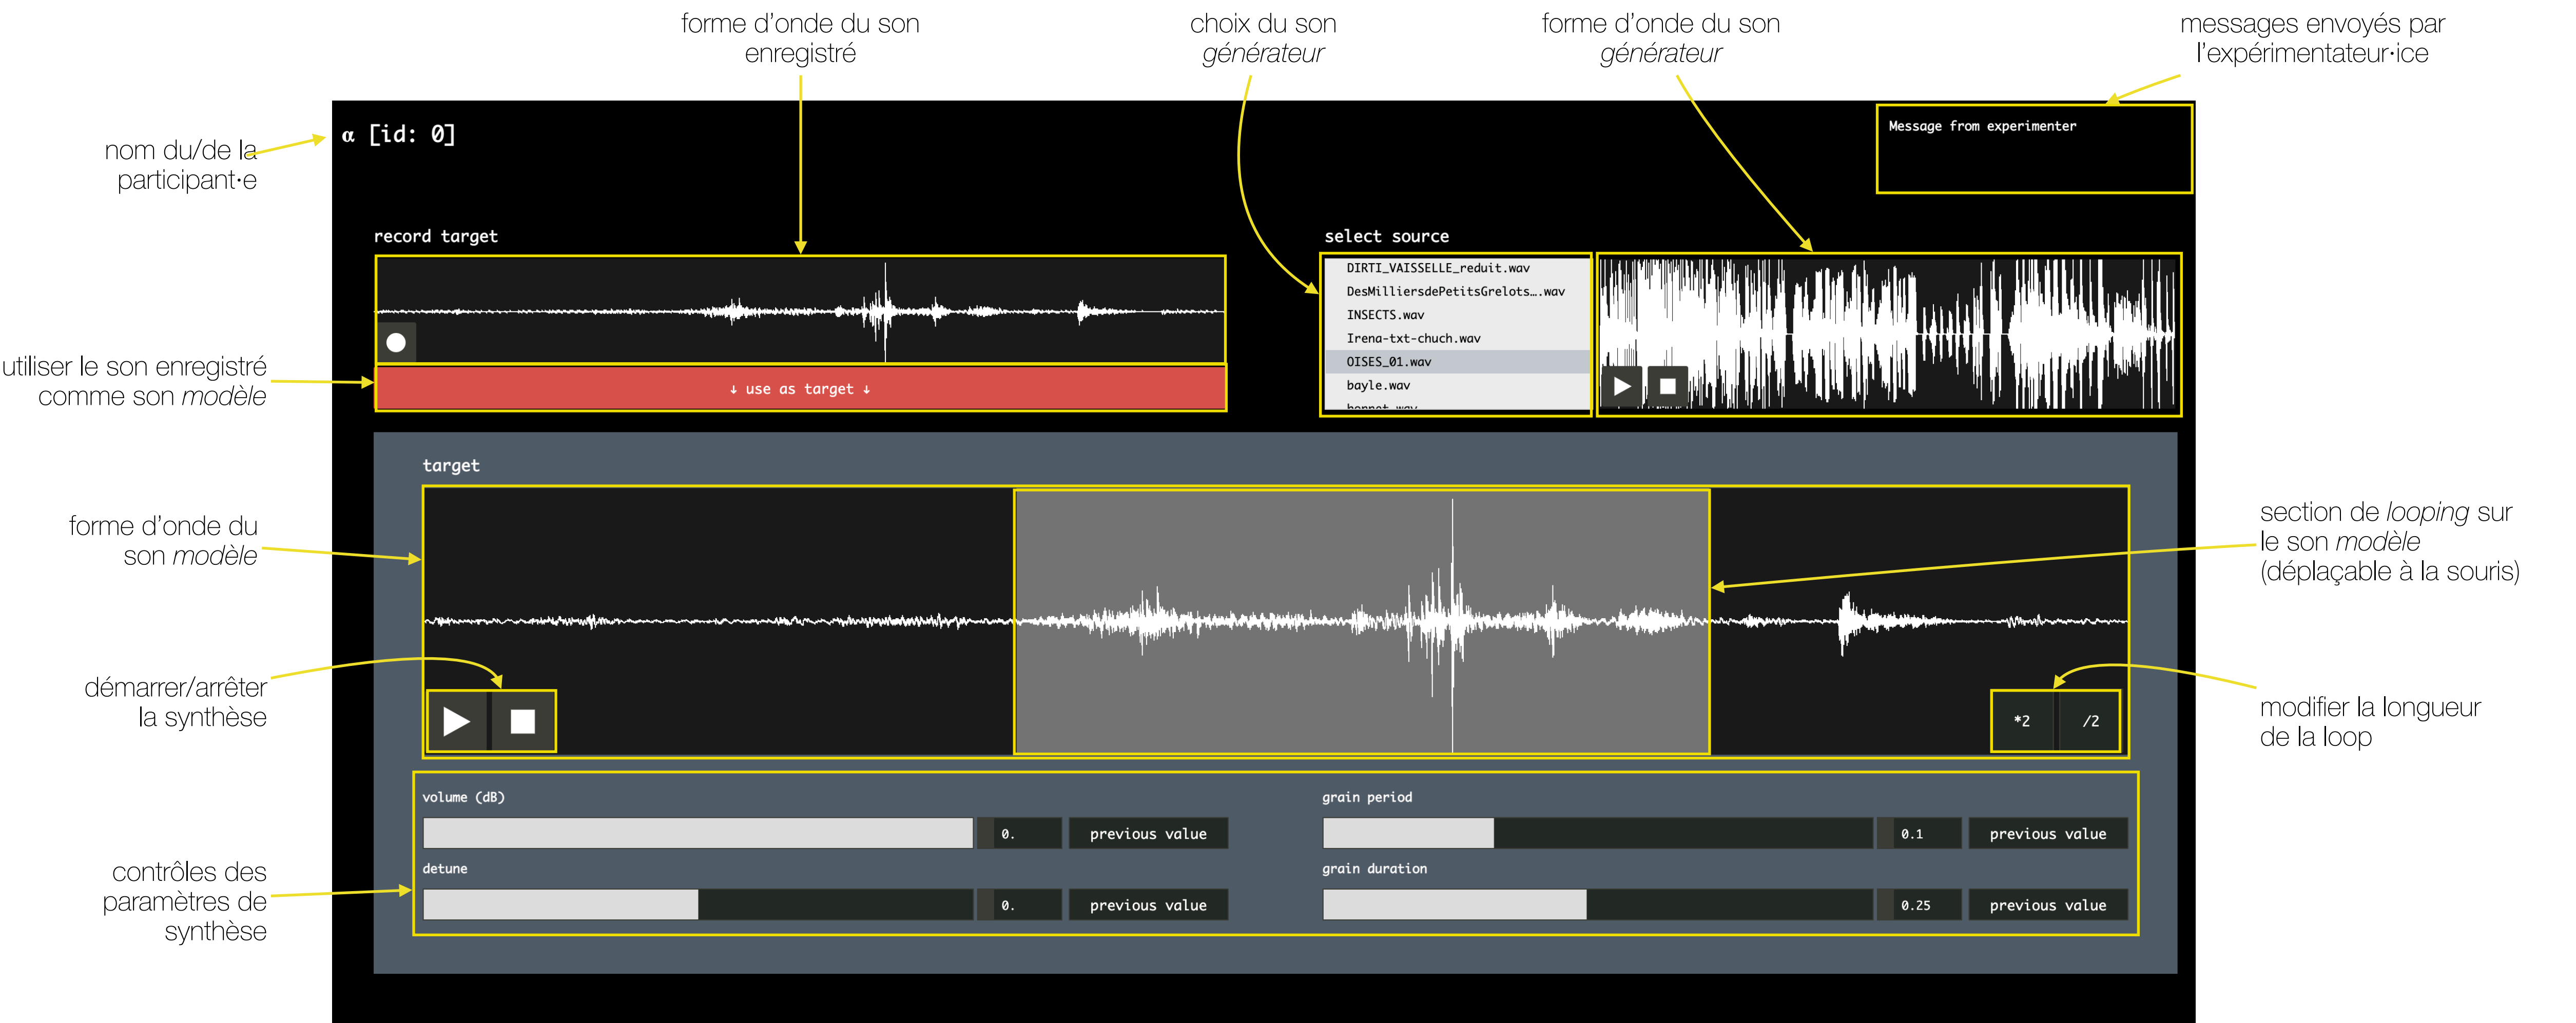 forme d'onde du son
enregistré
choix du son
générateur
forme d'onde du son
générateur
messages envoyés par
l'expérimentateur·ice
nom du/de la
participant·e
α [id: 0]
Message from experimenter
record target
select source
DIRTI_VAISSELLE_reduit.wav
DesMilliersdePetitsGrelots….wav
INSECTS.wav
Irena-txt-chuch.wav
OISES_01.wav
bayle.wav
utiliser le son enregistré
comme son modèle
↓ use as target ↓
target
forme d'onde du
son modèle
section de looping sur
le son modèle
(déplaçable à la souris)
démarrer/arrêter
la synthèse
*2 /2
modifier la longueur
de la loop
contrôles des
paramètres de
synthèse
volume (dB)
0. previous value
detune
0. previous value
grain period
0.1 previous value
grain duration
0.25 previous value